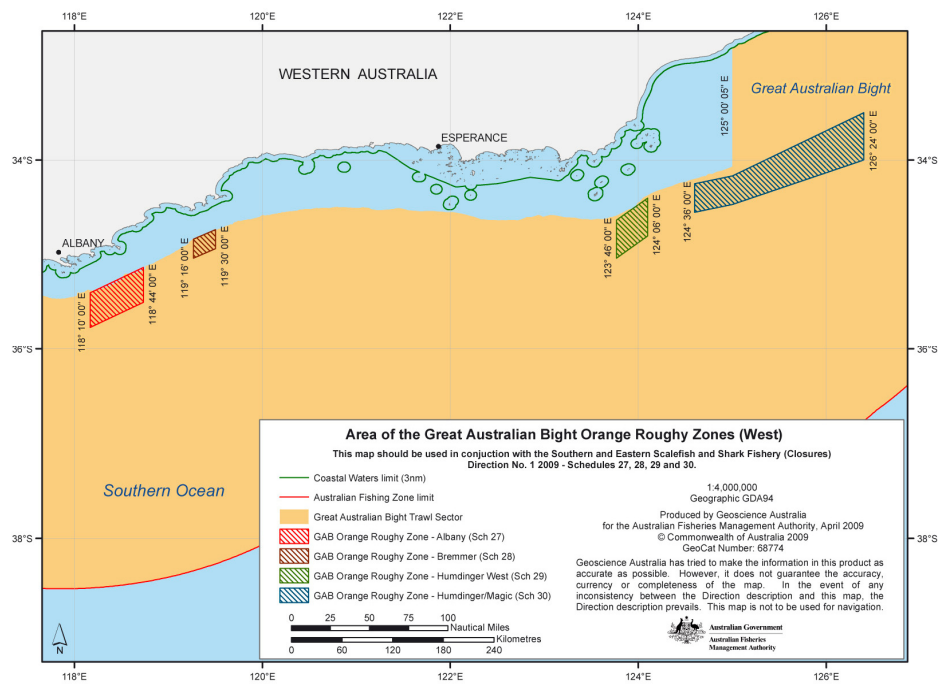 118°E 120°E 122°E 124°E 126°E
WESTERN AUSTRALIA
Great Australian Bight
125° 00' 05" E
ESPERANCE
34°S 34°S
126° 24' 00" E
124° 36' 00" E
124° 06' 00" E
123° 46' 00" E
ALBANY
119° 16' 00" E
119° 30' 00" E
118° 44' 00" E
118° 10' 00" E
36°S 36°S
Southern Ocean
38°S 38°S
N
Area of the Great Australian Bight Orange Roughy Zones (West)
This map should be used in conjuction with the Southern and Eastern Scalefish and Shark Fishery (Closures)
Direction No. 1 2009 - Schedules 27, 28, 29 and 30.
Coastal Waters limit (3nm)
Australian Fishing Zone limit
Great Australian Bight Trawl Sector
GAB Orange Roughy Zone - Albany (Sch 27)
GAB Orange Roughy Zone - Bremmer (Sch 28)
GAB Orange Roughy Zone - Humdinger West (Sch 29)
GAB Orange Roughy Zone - Humdinger/Magic (Sch 30)
0 25 50 75 100
Nautical Miles
Kilometres
0 60 120 180 240
1:4,000,000
Geographic GDA94
Produced by Geoscience Australia
for the Australian Fisheries Management Authority, April 2009
© Commonwealth of Australia 2009
GeoCat Number: 68774
Geoscience Australia has tried to make the information in this product as
accurate as possible. However, it does not guarantee the accuracy,
currency or completeness of the map. In the event of any
inconsistency between the Direction description and this map, the
Direction description prevails. This map is not to be used for navigation.
Australian Government
Australian Fisheries
Management Authority
118°E 120°E 122°E 124°E 126°E